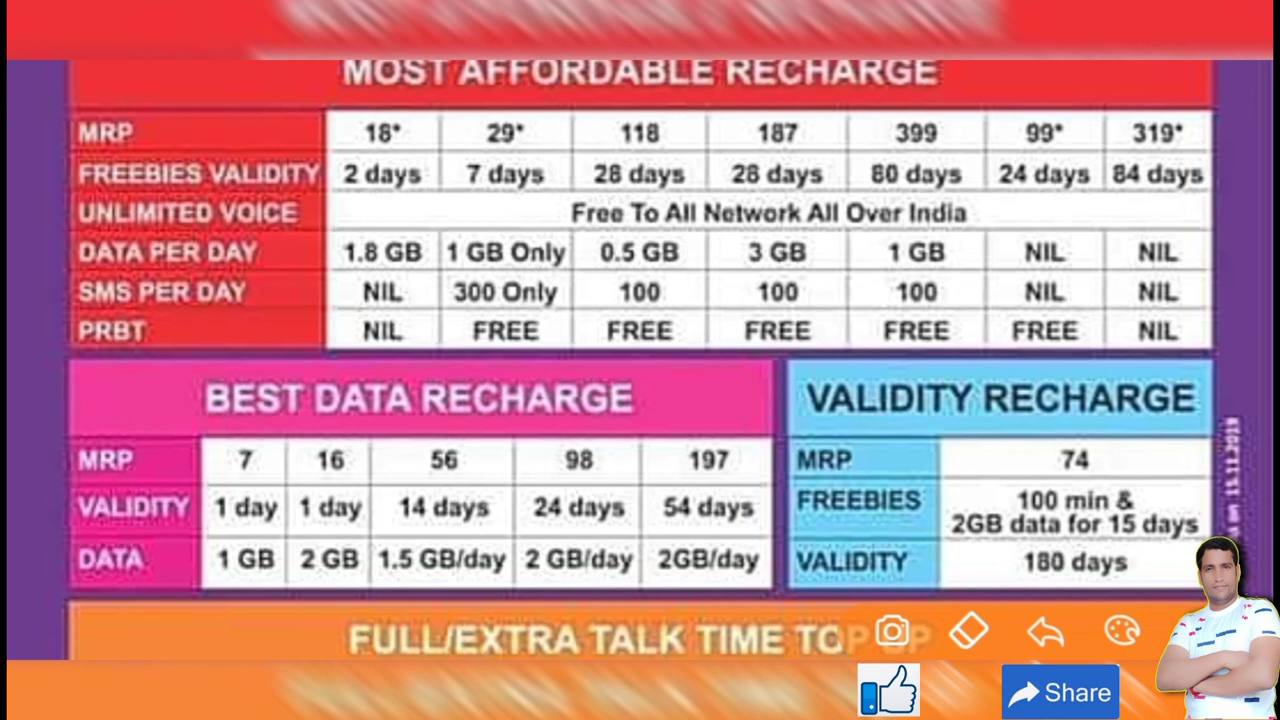 MOST AFFORDABLE RECHARGE
MRP 18* 29* 118 187 399 99* 319*
FREEBIES VALIDITY 2 days 7 days 28 days 28 days 80 days 24 days 84 days
UNLIMITED VOICE Free To All Network All Over India
DATA PER DAY 1.8 GB 1 GB Only 0.5 GB 3 GB 1 GB NIL NIL
SMS PER DAY NIL 300 Only 100 100 100 NIL NIL
PRBT NIL FREE FREE FREE FREE FREE NIL
BEST DATA RECHARGE
MRP 7 16 56 98 197
VALIDITY 1 day 1 day 14 days 24 days 54 days
DATA 1 GB 2 GB 1.5 GB/day 2 GB/day 2GB/day
VALIDITY RECHARGE
MRP 74
FREEBIES 100 min &
2GB data for 15 days
VALIDITY 180 days
on 15.11.2019
FULL/EXTRA TALK TIME TOP UP
Share